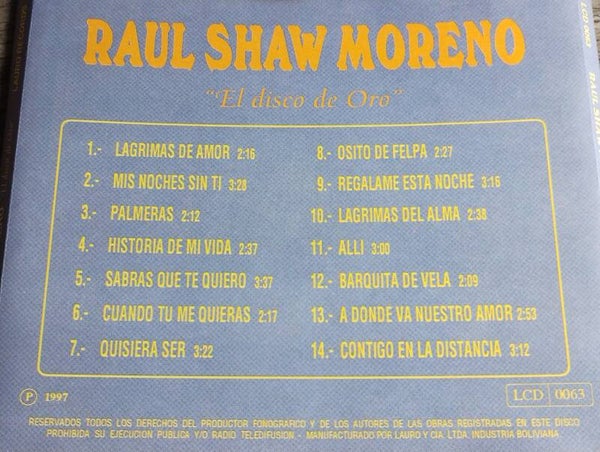 RAUL SHAW MORENO
"El disco de Oro"
1.- LAGRIMAS DE AMOR 2:16
2.- MIS NOCHES SIN TI 3:28
3.- PALMERAS 2:12
4.- HISTORIA DE MI VIDA 2:37
5.- SABRAS QUE TE QUIERO 3:37
6.- CUANDO TU ME QUIERAS 2:17
7.- QUISIERA SER 3:22
8.- OSITO DE FELPA 2:27
9.- REGALAME ESTA NOCHE 3:16
10.- LAGRIMAS DEL ALMA 2:38
11.- ALLI 3:00
12.- BARQUITA DE VELA 2:09
13.- A DONDE VA NUESTRO AMOR 2:53
14.- CONTIGO EN LA DISTANCIA 3:12
℗ 1997
LCD 0063
RESERVADOS TODOS LOS DERECHOS DEL PRODUCTOR FONOGRAFICO Y DE LOS AUTORES DE LAS OBRAS REGISTRADAS EN ESTE DISCO
PROHIBIDA SU EJECUCION PUBLICA Y/O RADIO TELEDIFUSION - MANUFACTURADO POR LAURO Y CIA. LTDA. INDUSTRIA BOLIVIANA.
LCD 0063
RAUL SHAW